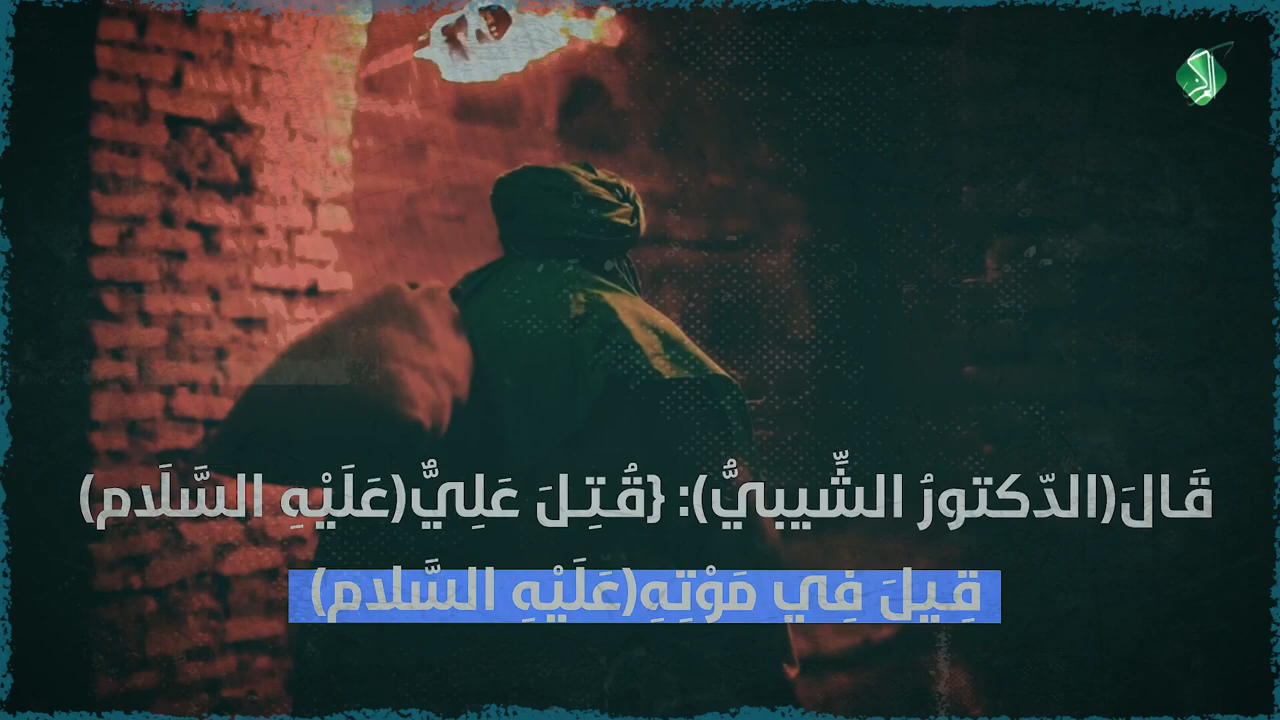 قَالَ(الدّكتورُ الشِّيبيُّ): {قُتِلَ عَلِيٌّ(عَلَيْهِ السَّلَام)
قِيلَ فِي مَوْتِهِ(عَلَيْهِ السَّلام)